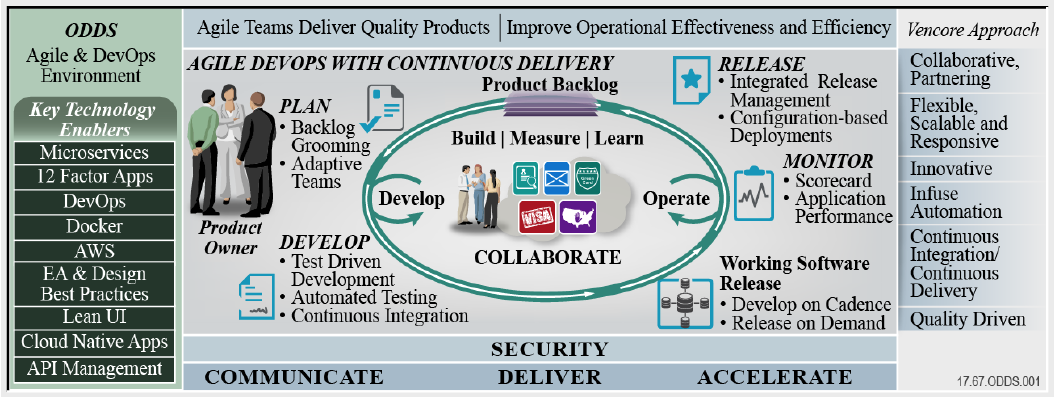 ODDS
Agile & DevOps
Environment
Key Technology
Enablers
Microservices
12 Factor Apps
DevOps
Docker
AWS
EA & Design
Best Practices
Lean UI
Cloud Native Apps
API Management
Agile Teams Deliver Quality Products | Improve Operational Effectiveness and Efficiency
AGILE DEVOPS WITH CONTINUOUS DELIVERY
Product Owner
PLAN
• Backlog
Grooming
• Adaptive
Teams
DEVELOP
• Test Driven
Development
• Automated Testing
• Continuous Integration
Product Backlog
Build | Measure | Learn
Develop
Operate
VISA
COLLABORATE
RELEASE
• Integrated Release
Management
• Configuration-based
Deployments
MONITOR
• Scorecard
• Application
Performance
Working Software
Release
• Develop on Cadence
• Release on Demand
SECURITY
COMMUNICATE DELIVER ACCELERATE
Vencore Approach
Collaborative,
Partnering
Flexible,
Scalable and
Responsive
Innovative
Infuse
Automation
Continuous
Integration/
Continuous
Delivery
Quality Driven
17.67.ODDS.001